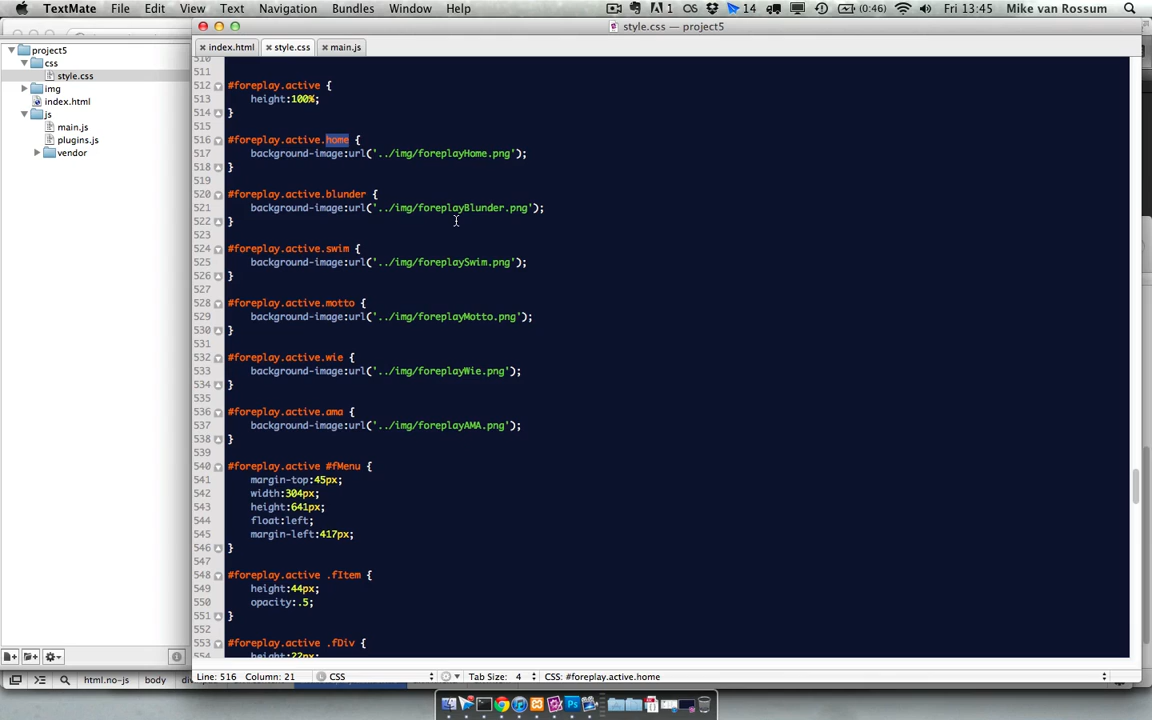 TextMate File Edit View Text Navigation Bundles Window Help 1 OS 14 (0:46) Fri 13:45 Mike van Rossum
style.css — project5
project5
css
style.css
img
index.html
js
main.js
plugins.js
vendor
index.html style.css main.js
510
511
512 #foreplay.active {
513 height:100%;
514 }
515
516 #foreplay.active.home {
517 background-image:url('../img/foreplayHome.png');
518 }
519
520 #foreplay.active.blunder {
521 background-image:url('../img/foreplayBlunder.png');
522 }
523
524 #foreplay.active.swim {
525 background-image:url('../img/foreplaySwim.png');
526 }
527
528 #foreplay.active.motto {
529 background-image:url('../img/foreplayMotto.png');
530 }
531
532 #foreplay.active.wie {
533 background-image:url('../img/foreplayWie.png');
534 }
535
536 #foreplay.active.ama {
537 background-image:url('../img/foreplayAMA.png');
538 }
539
540 #foreplay.active #fMenu {
541 margin-top:45px;
542 width:304px;
543 height:641px;
544 float:left;
545 margin-left:417px;
546 }
547
548 #foreplay.active .fItem {
549 height:44px;
550 opacity:.5;
551 }
552
553 #foreplay.active .fDiv {
554 height:22px;
Line: 516 Column: 21 CSS Tab Size: 4 CSS: #foreplay.active.home
html.no-js body